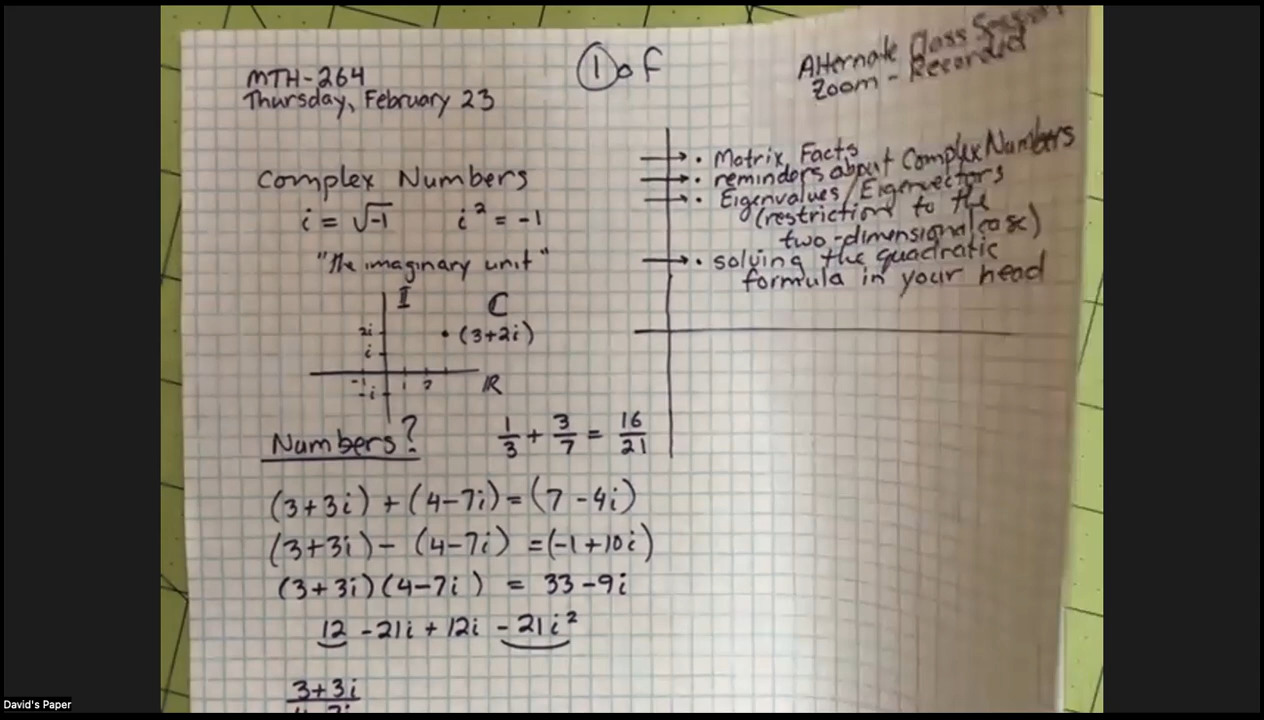 MTH-264
Thursday, February 23
① of
Alternate Class Session
Zoom - Recorded
Complex Numbers
i = √-1 i² = -1
"the imaginary unit"
I C
2i
i
(3+2i)
-1 1 2 R
-i
Numbers? 1/3 + 3/7 = 16/21
(3+3i) + (4-7i) = (7-4i)
(3+3i) - (4-7i) = (-1+10i)
(3+3i)(4-7i) = 33-9i
12 -21i + 12i -21i²
3+3i
→ • Matrix Facts
→ • reminders about Complex Numbers
→ • Eigenvalues/Eigenvectors
(restriction to the
two-dimensional case)
→ • solving the quadratic
formula in your head
David's Paper